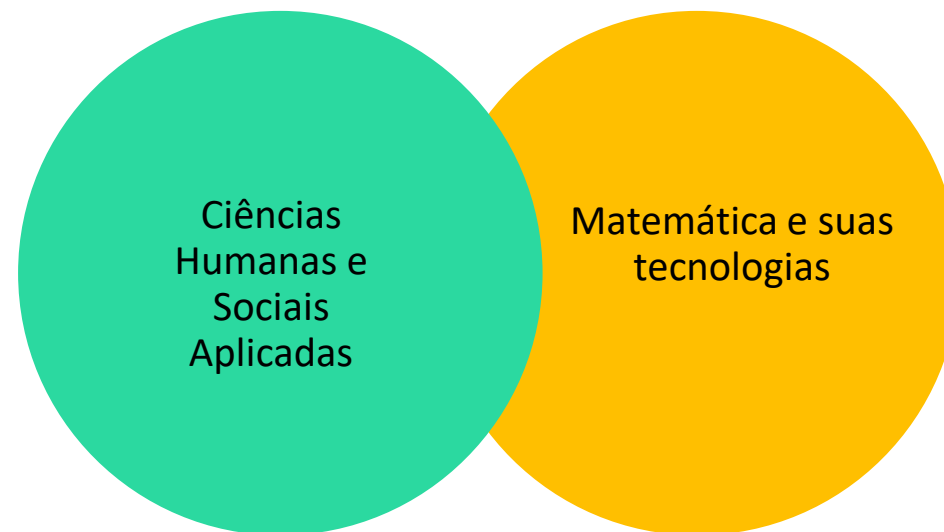 Ciências
Humanas e
Sociais
Aplicadas
Matemática e suas
tecnologias